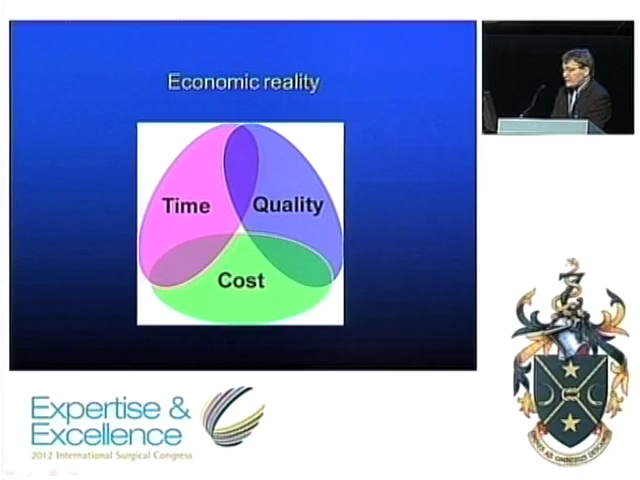 Economic reality
Time
Quality
Cost
Expertise &
Excellence
2012 International Surgical Congress